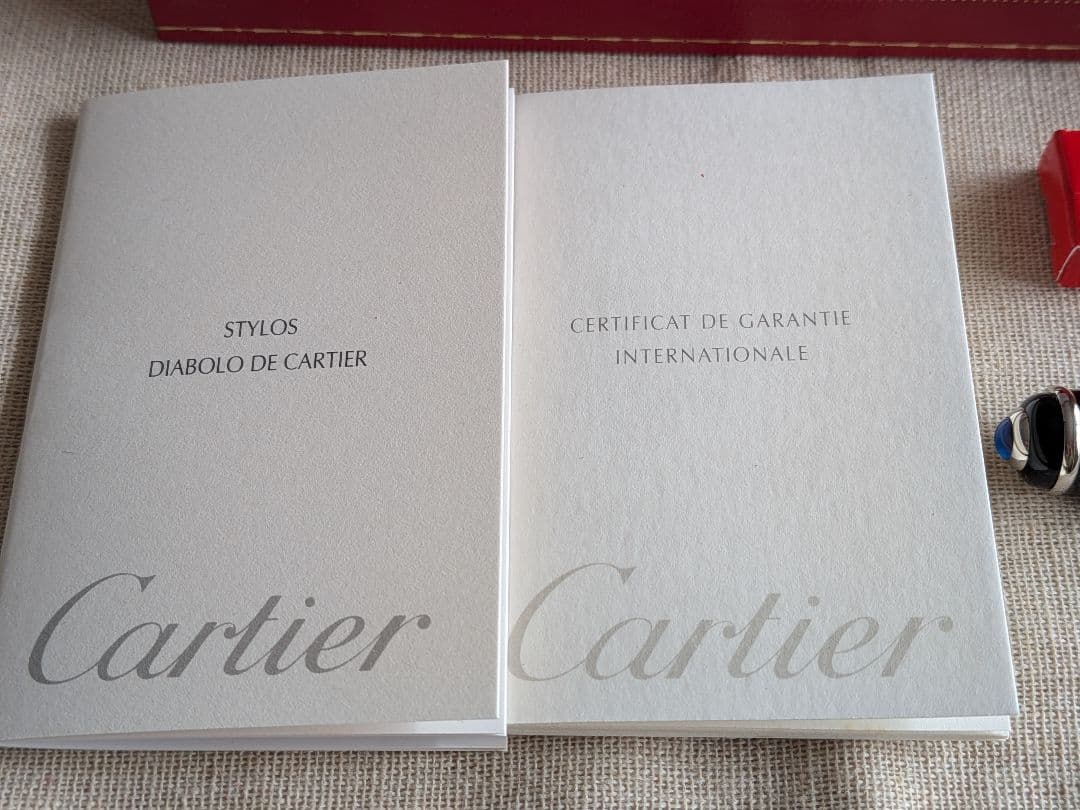 STYLOS
DIABOLO DE CARTIER
Cartier
CERTIFICAT DE GARANTIE
INTERNATIONALE
Cartier